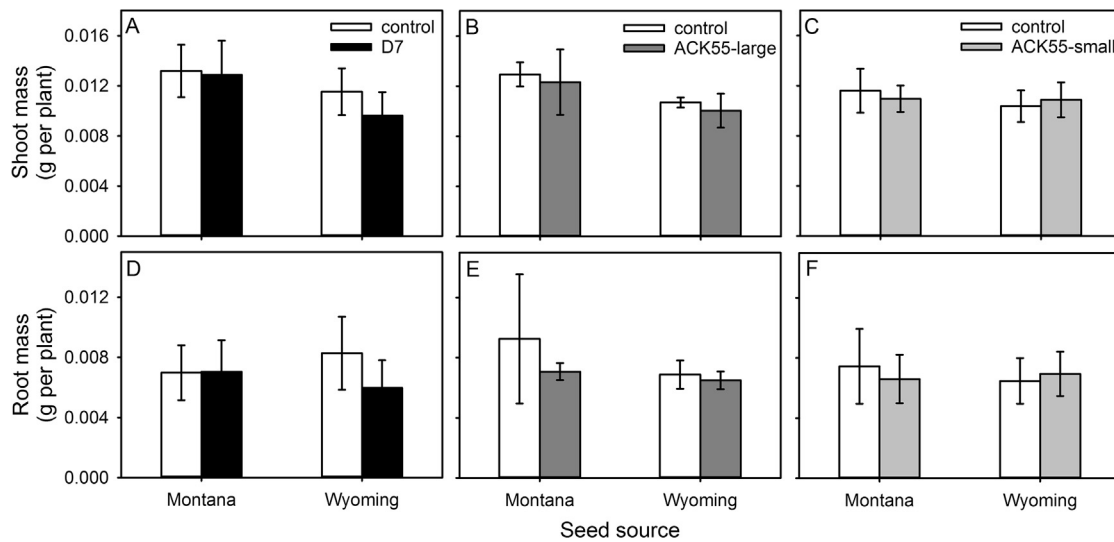 A
control
D7
B
control
ACK55-large
C
control
ACK55-small
Shoot mass
(g per plant)
0.016
0.012
0.008
0.004
0.000
D
E
F
Root mass
(g per plant)
0.012
0.008
0.004
0.000
Montana Wyoming Montana Wyoming Montana Wyoming
Seed source